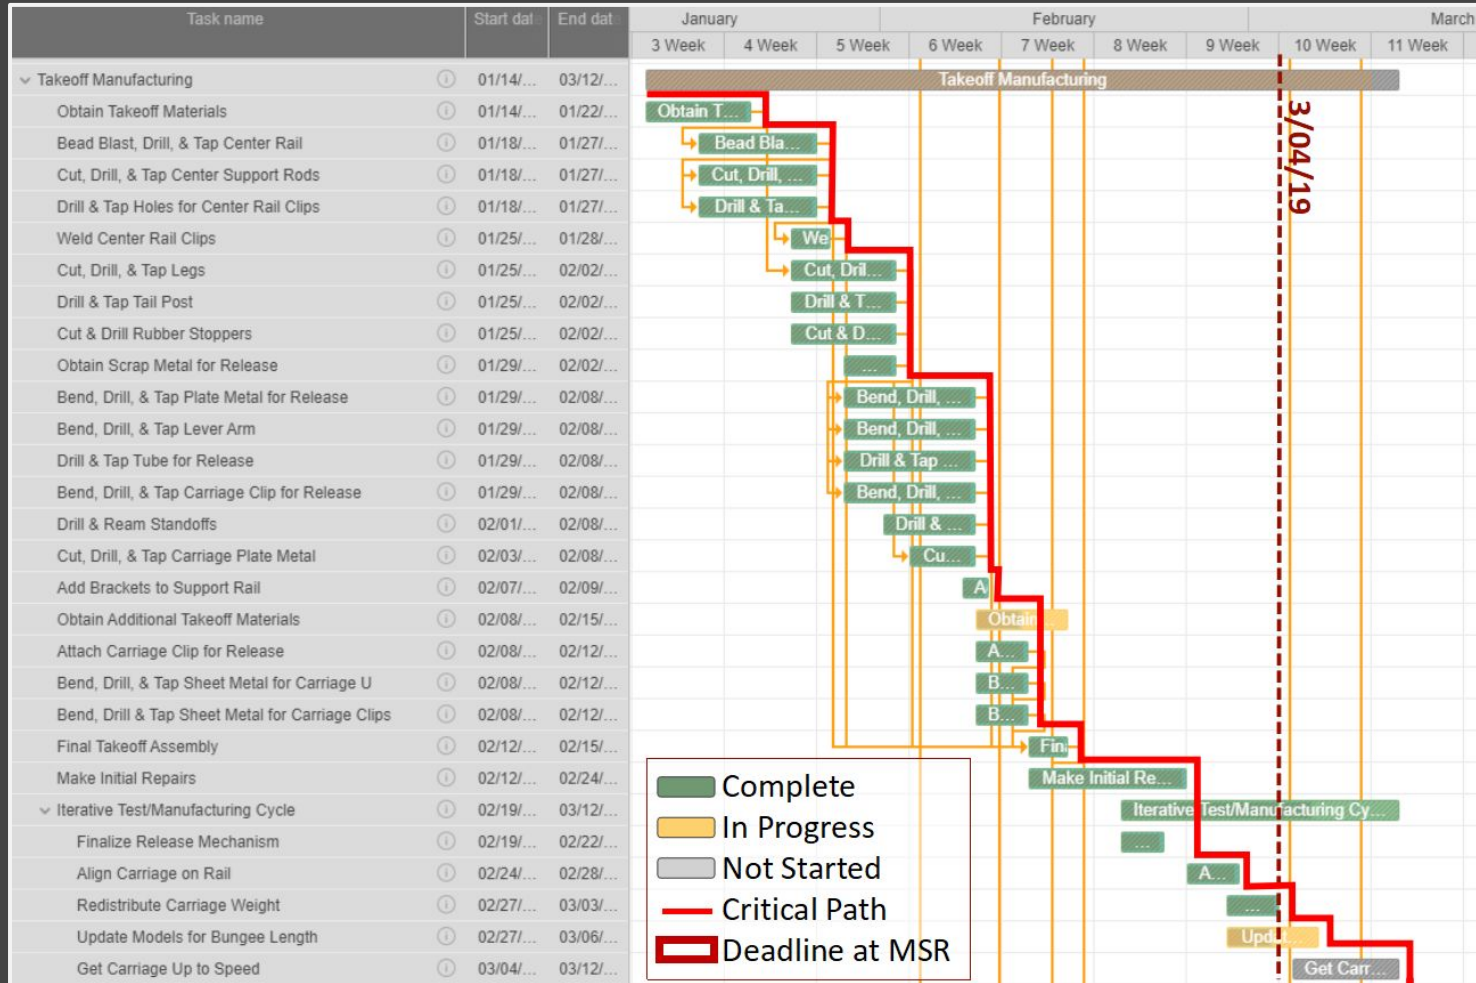 Task name Start dat End dat January February March
3 Week 4 Week 5 Week 6 Week 7 Week 8 Week 9 Week 10 Week 11 Week
Takeoff Manufacturing 01/14/... 03/12/... Takeoff Manufacturing
Obtain Takeoff Materials 01/14/... 01/22/... Obtain T...
Bead Blast, Drill, & Tap Center Rail 01/18/... 01/27/... Bead Bla...
Cut, Drill, & Tap Center Support Rods 01/18/... 01/27/... Cut, Drill, ...
Drill & Tap Holes for Center Rail Clips 01/18/... 01/27/... Drill & Ta...
3/04/19
Weld Center Rail Clips 01/25/... 01/28/... We
Cut, Drill, & Tap Legs 01/25/... 02/02/... Cut, Dril...
Drill & Tap Tail Post 01/25/... 02/02/... Drill & T...
Cut & Drill Rubber Stoppers 01/25/... 02/02/... Cut & D...
Obtain Scrap Metal for Release 01/29/... 02/02/... ...
Bend, Drill, & Tap Plate Metal for Release 01/29/... 02/08/... Bend, Drill, ...
Bend, Drill, & Tap Lever Arm 01/29/... 02/08/... Bend, Drill, ...
Drill & Tap Tube for Release 01/29/... 02/08/... Drill & Tap ...
Bend, Drill, & Tap Carriage Clip for Release 01/29/... 02/08/... Bend, Drill, ...
Drill & Ream Standoffs 02/01/... 02/08/... Drill & ...
Cut, Drill, & Tap Carriage Plate Metal 02/03/... 02/08/... Cu...
Add Brackets to Support Rail 02/07/... 02/09/... A
Obtain Additional Takeoff Materials 02/08/... 02/15/... Obtain...
Attach Carriage Clip for Release 02/08/... 02/12/... A...
Bend, Drill, & Tap Sheet Metal for Carriage U 02/08/... 02/12/... B...
Bend, Drill & Tap Sheet Metal for Carriage Clips 02/08/... 02/12/... B...
Final Takeoff Assembly 02/12/... 02/15/... Fin
Make Initial Repairs 02/12/... 02/24/... Make Initial Re...
Iterative Test/Manufacturing Cycle 02/19/... 03/12/... Iterative Test/Manufacturing Cy...
Finalize Release Mechanism 02/19/... 02/22/... ...
Align Carriage on Rail 02/24/... 02/28/... A...
Redistribute Carriage Weight 02/27/... 03/03/... ...
Update Models for Bungee Length 02/27/... 03/06/... Updat...
Get Carriage Up to Speed 03/04/... 03/12/... Get Carr...
Complete
In Progress
Not Started
Critical Path
Deadline at MSR